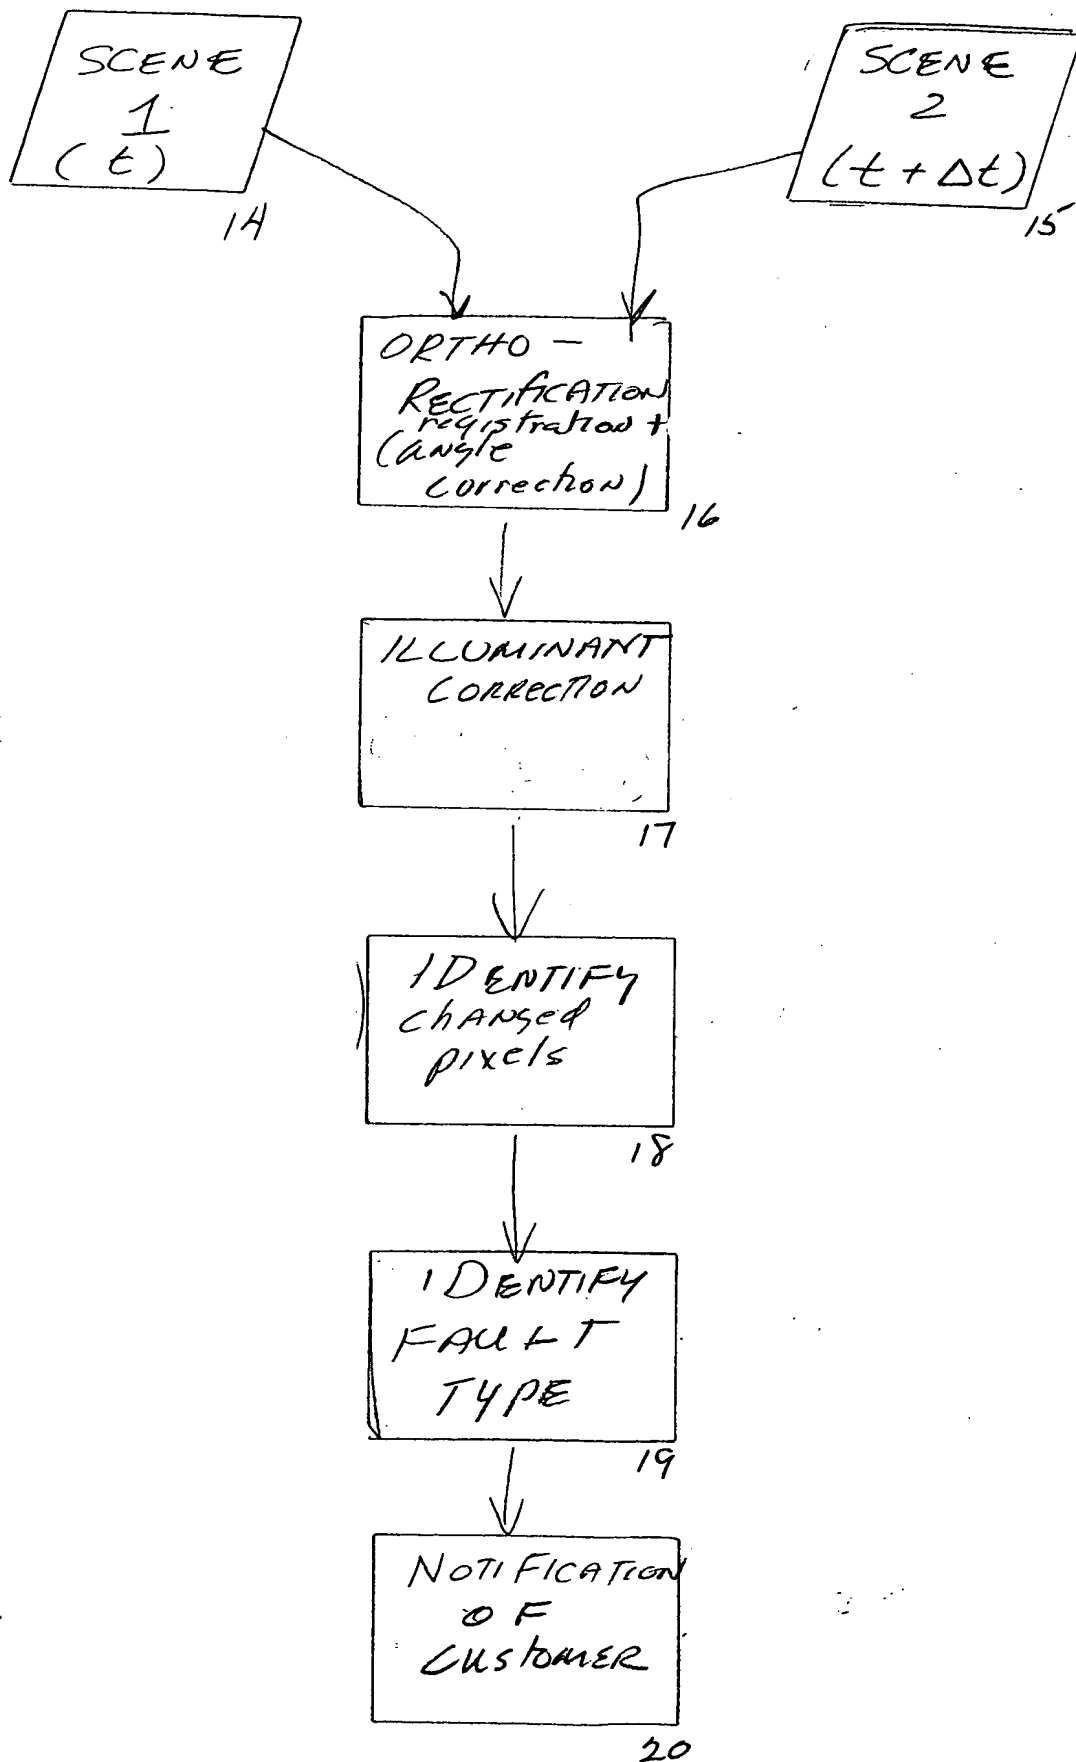 SCENE
1
(t)
14
SCENE
2
(t + Δt)
15
ORTHO-
RECTIFICATION
registration +
(angle
correction)
16
ILLUMINANT
CORRECTION
17
IDENTIFY
changed
pixels
18
IDENTIFY
FAULT
TYPE
19
NOTIFICATION
OF
CUSTOMER
20